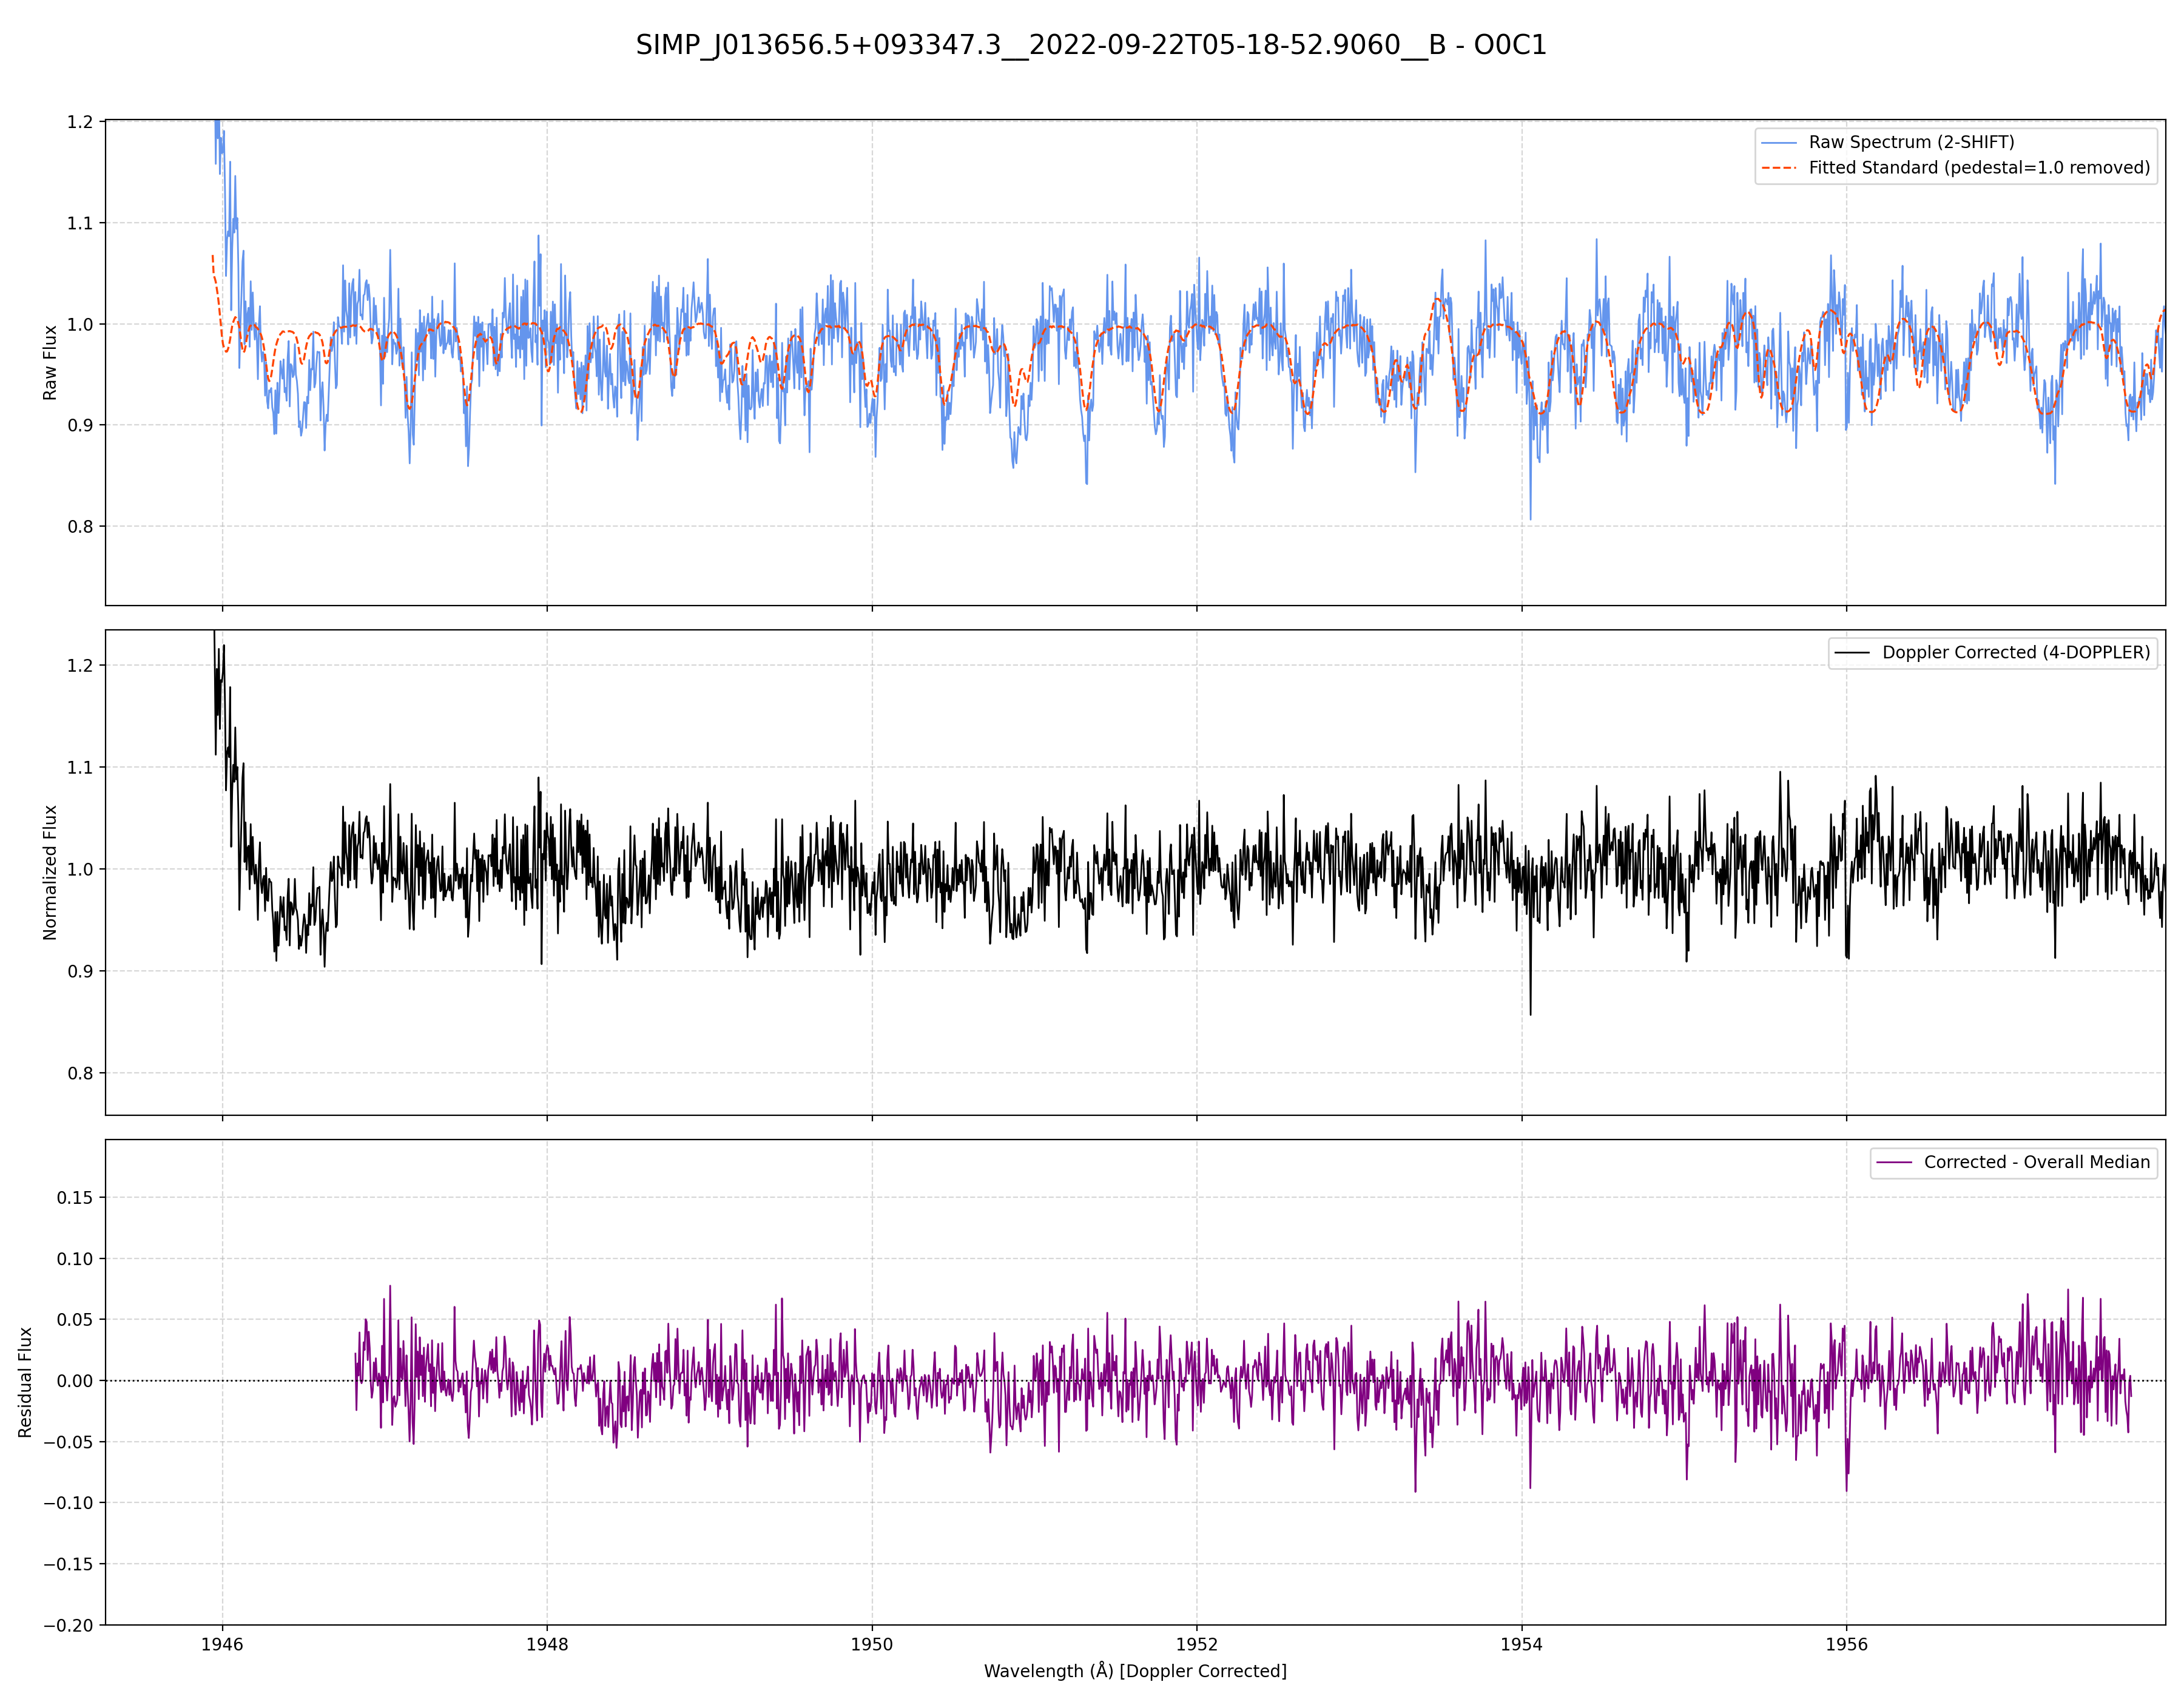 SIMP_J013656.5+093347.3__2022-09-22T05-18-52.9060__B - O0C1
1.2
1.1
1.0
0.9
0.8
Raw Flux
Raw Spectrum (2-SHIFT)
Fitted Standard (pedestal=1.0 removed)
1.2
1.1
1.0
0.9
0.8
Normalized Flux
Doppler Corrected (4-DOPPLER)
0.15
0.10
0.05
0.00
−0.05
−0.10
−0.15
−0.20
Residual Flux
Corrected - Overall Median
1946 1948 1950 1952 1954 1956
Wavelength (Å) [Doppler Corrected]